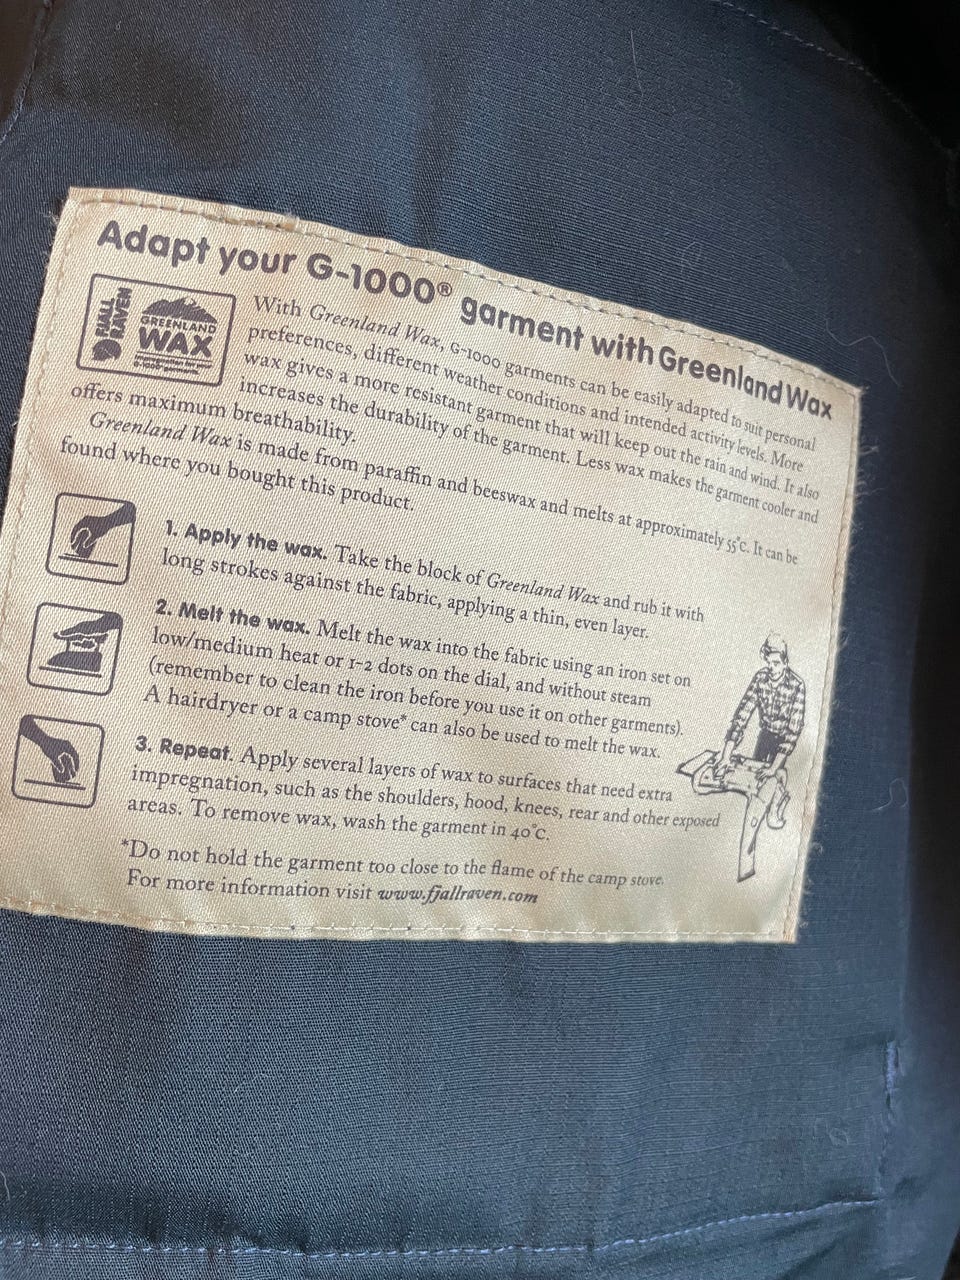 Adapt your G-1000® garment with Greenland Wax
FJÄLL
RÄVEN
GREENLAND
WAX
With Greenland Wax, G-1000 garments can be easily adapted to suit personal
preferences, different weather conditions and intended activity levels. More
wax gives a more resistant garment that will keep out the rain and wind. It also
increases the durability of the garment. Less wax makes the garment cooler and
offers maximum breathability.
Greenland Wax is made from paraffin and beeswax and melts at approximately 55°C. It can be
found where you bought this product.
1. Apply the wax. Take the block of Greenland Wax and rub it with
long strokes against the fabric, applying a thin, even layer.
2. Melt the wax. Melt the wax into the fabric using an iron set on
low/medium heat or 1-2 dots on the dial, and without steam
(remember to clean the iron before you use it on other garments).
A hairdryer or a camp stove* can also be used to melt the wax.
3. Repeat. Apply several layers of wax to surfaces that need extra
impregnation, such as the shoulders, hood, knees, rear and other exposed
areas. To remove wax, wash the garment in 40°C.
*Do not hold the garment too close to the flame of the camp stove.
For more information visit www.fjallraven.com